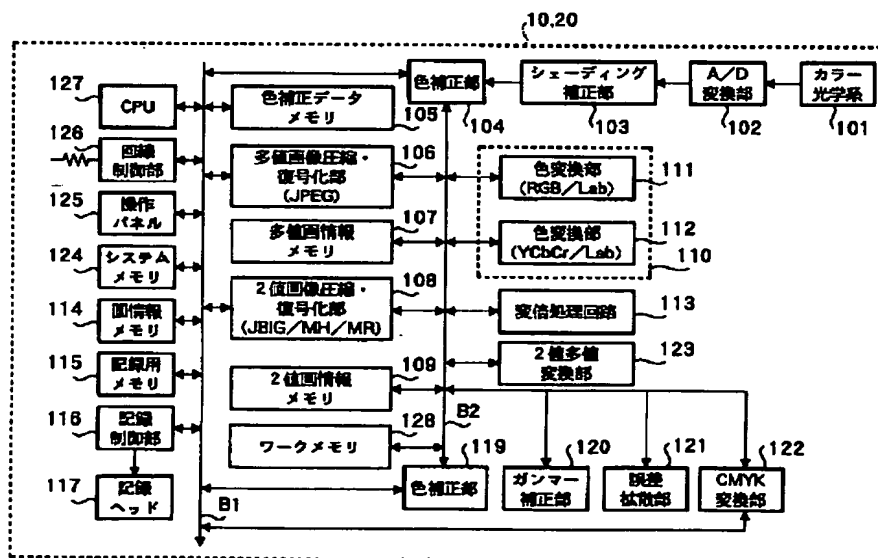 10,20
127
CPU
126
回線
制御部
125
操作
パネル
124
システム
メモリ
114
画情報
メモリ
115
記録用
メモリ
116
記録
制御部
117
記録
ヘッド
B1
色補正データ
メモリ
105
多値画像圧縮・
復号化部
(JPEG)
106
多値画情報
メモリ
107
2値画像圧縮・
復号化部
(JBIG/MH/MR)
108
2値画情報
メモリ
109
ワークメモリ
128
色補正部
104
シェーディング
補正部
103
A/D
変換部
102
カラー
光学系
101
色変換部
(RGB/Lab)
111
色変換部
(YCbCr/Lab)
112
110
変倍処理回路
113
2値多値
変換部
123
B2
色補正部
119
ガンマー
補正部
120
誤差
拡散部
121
CMYK
変換部
122